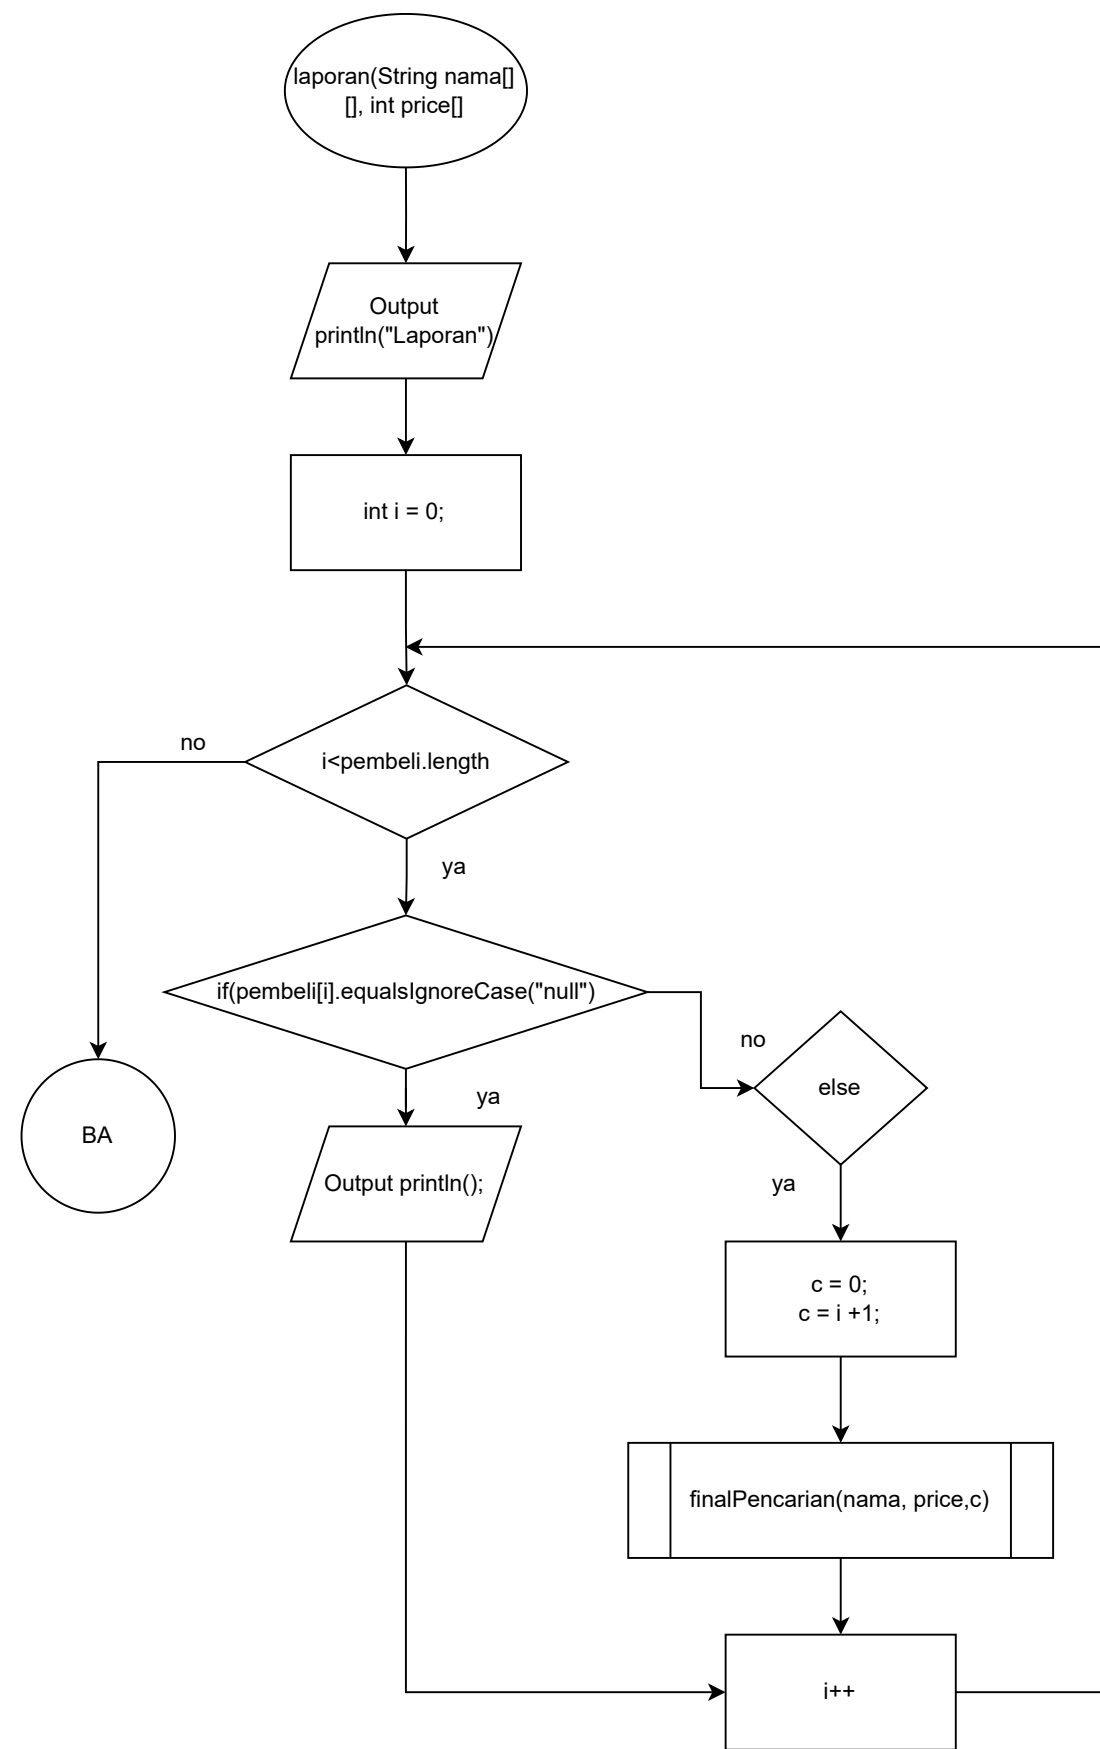 laporan(String nama[]
[], int price[]
Output
println("Laporan")
int i = 0;
i<pembeli.length
no
ya
if(pembeli[i].equalsIgnoreCase("null")
no
else
ya
BA
Output println();
ya
c = 0;
c = i +1;
finalPencarian(nama, price,c)
i++